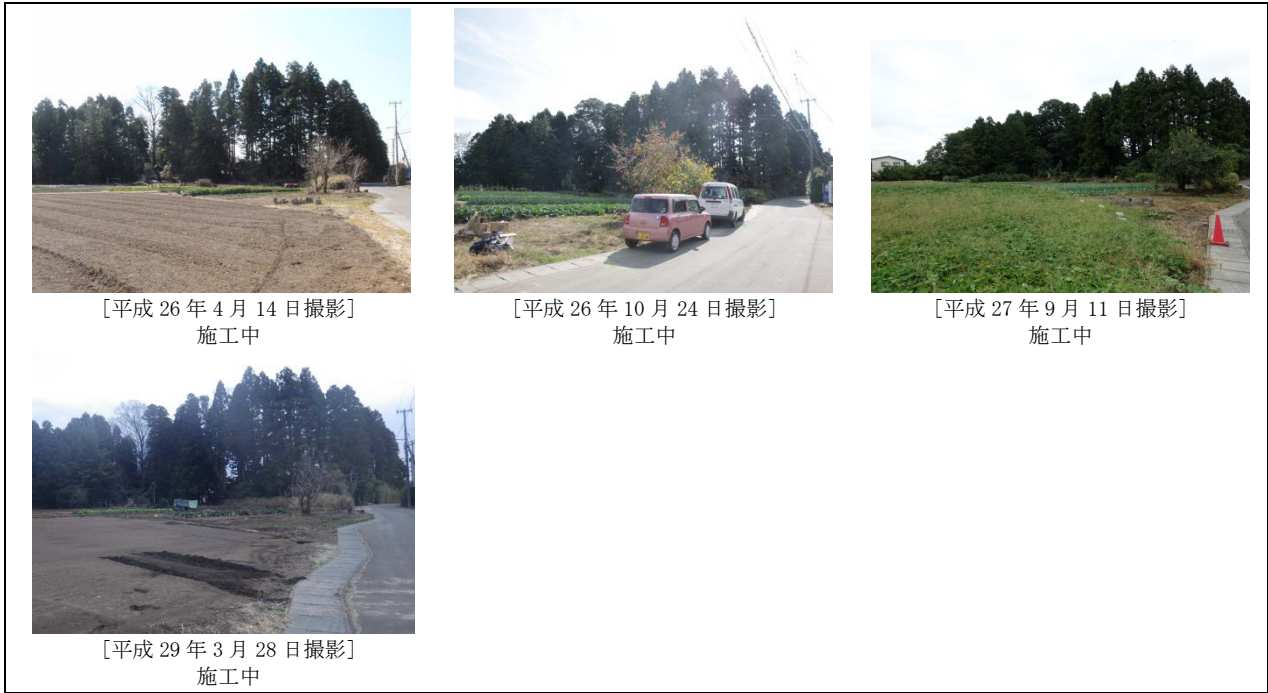 [平成 26 年 4 月 14 日撮影]
施工中
[平成 26 年 10 月 24 日撮影]
施工中
[平成 27 年 9 月 11 日撮影]
施工中
[平成 29 年 3 月 28 日撮影]
施工中